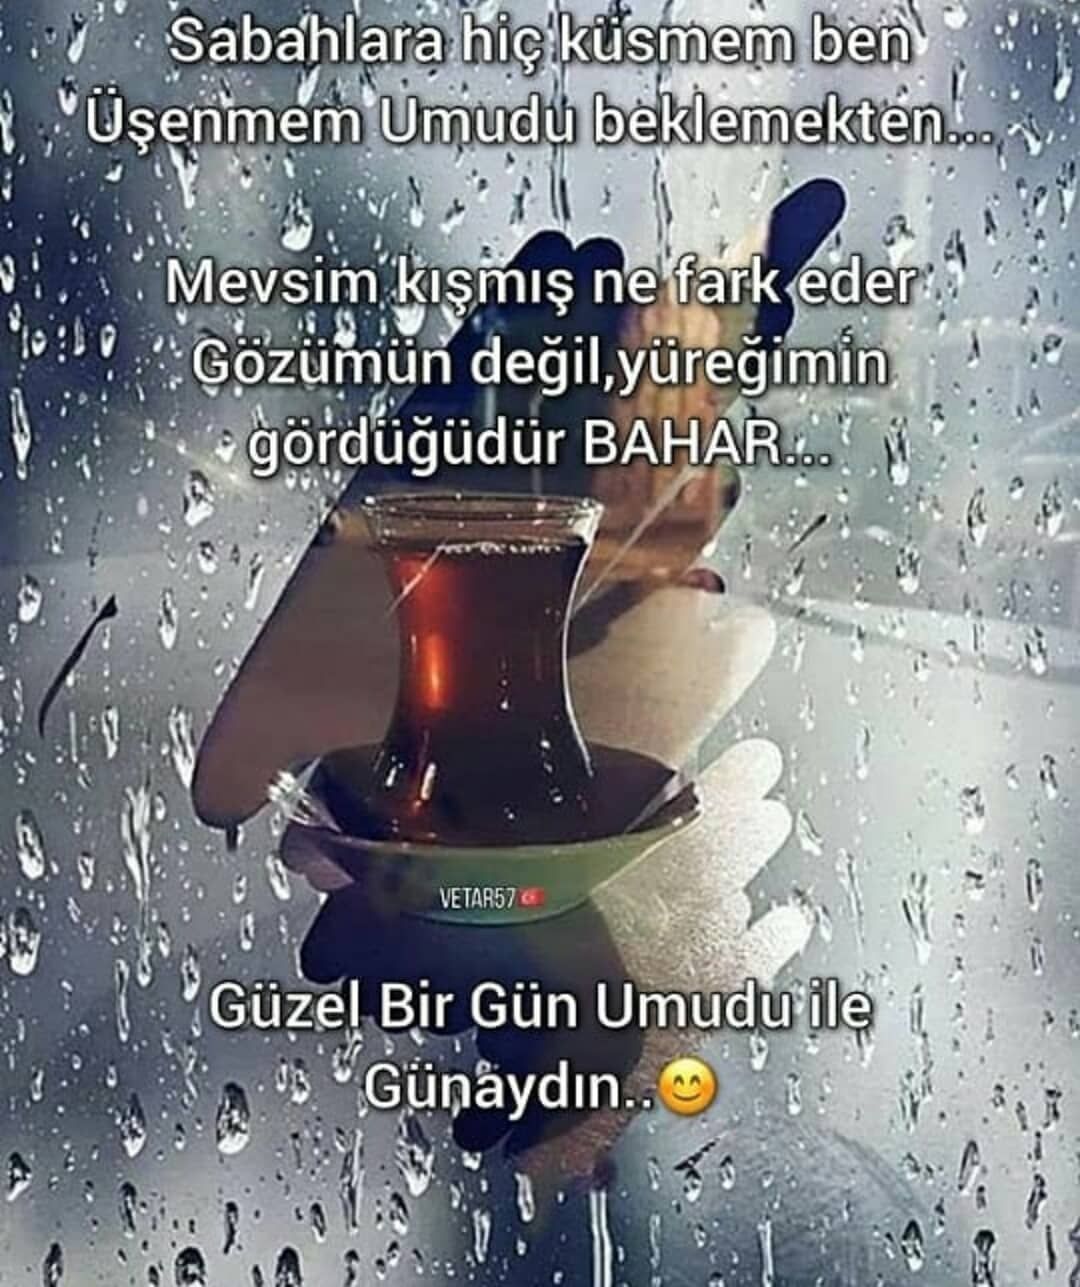 Sabahlara hiç küsmem ben
Üşenmem Umudu beklemekten...
Mevsim kışmış ne fark eder
Gözümün değil,yüreğimin
gördüğüdür BAHAR...
VETAR57🇹🇷
Güzel Bir Gün Umudu ile
Günaydın..😊